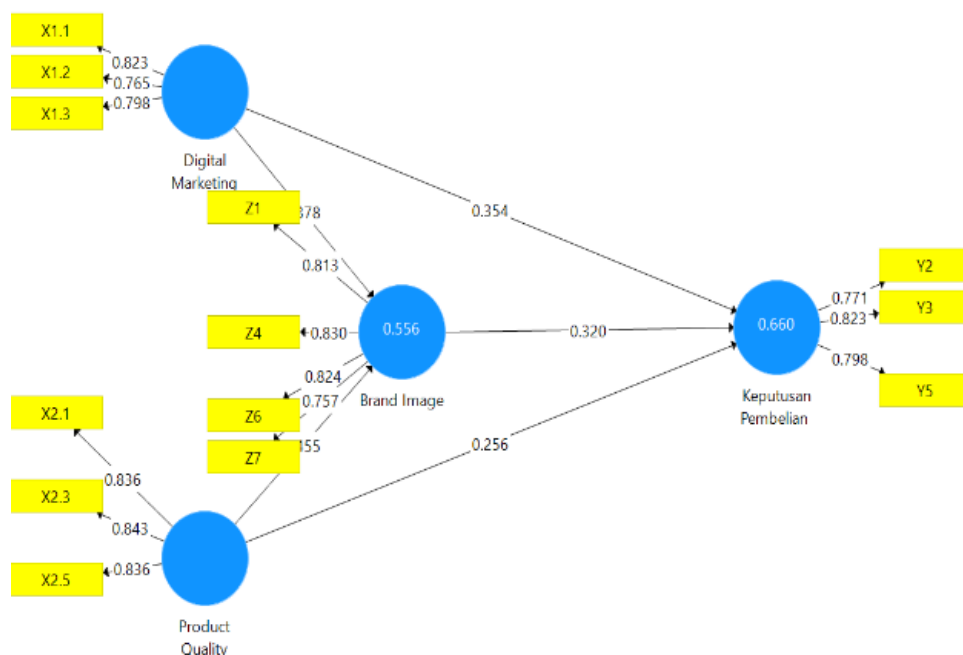 X1.1
0.823
X1.2
0.765
X1.3
0.798
Digital
Marketing
Z1
0.813
0.354
Z4
0.830
0.556
Brand Image
0.320
0.824
Z6
0.757
Z7
0.660
Keputusan
Pembelian
Y2
0.771
Y3
0.823
0.798
Y5
0.256
X2.1
0.836
X2.3
0.843
X2.5
0.836
Product
Quality